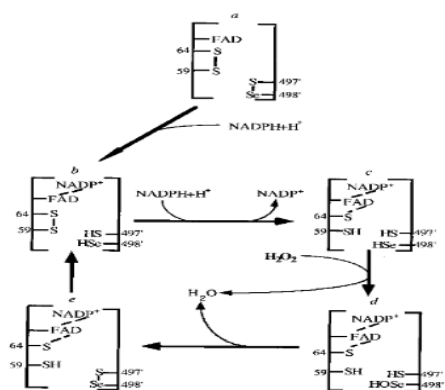 a
FAD
64 S
59 S
S 497'
Se 498'
NADPH+H⁺
b
NADP⁺
FAD
64 S
59 S
HS 497'
HSe 498'
NADPH+H⁺
NADP⁺
c
NADP⁺
FAD
64 S
59 SH
HS 497'
HSe 498'
H₂O₂
H₂O
d
NADP⁺
FAD
64 S
59 SH
HS 497'
HOSe 498'
e
NADP⁺
FAD
64 S
59 SH
S 497'
Se 498'